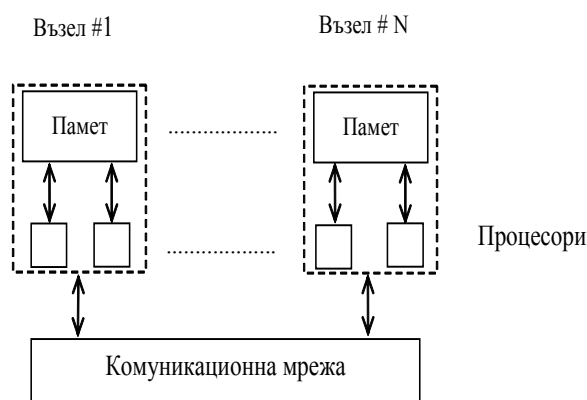 Възел #1
Възел # N
Памет
Памет
Процесори
Комуникационна мрежа